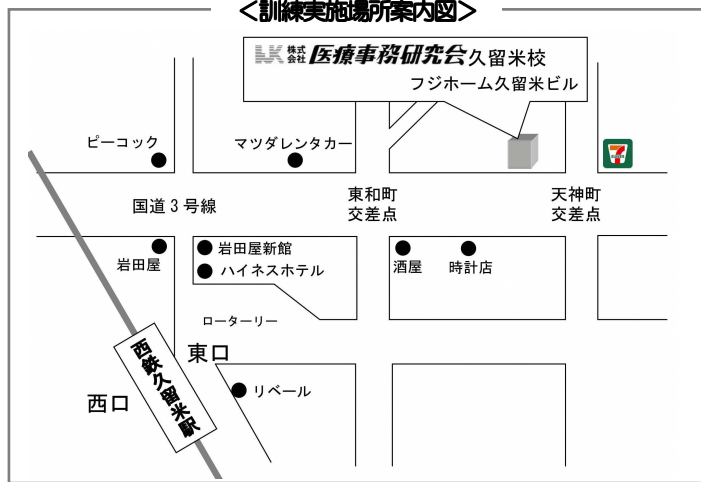 ＜訓練実施場所案内図＞
LK 株式会社 医療事務研究会 久留米校
フジホーム久留米ビル
ピーコック
マツダレンタカー
7
国道３号線
東和町
交差点
天神町
交差点
岩田屋
岩田屋新館
ハイネスホテル
酒屋
時計店
ローターリー
東口
西鉄久留米駅
西口
リベール